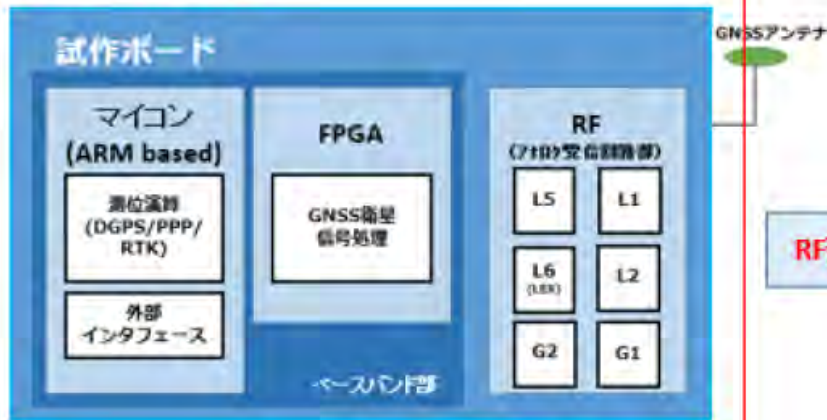 試作ボード
GNSSアンテナ
マイコン
(ARM based)
測位演算
(DGPS/PPP/
RTK)
外部
インタフェース
FPGA
GNSS衛星
信号処理
ベースバンド部
RF
(アナログ受信回路部)
L5
L1
L6
(LEX)
L2
G2
G1
RF